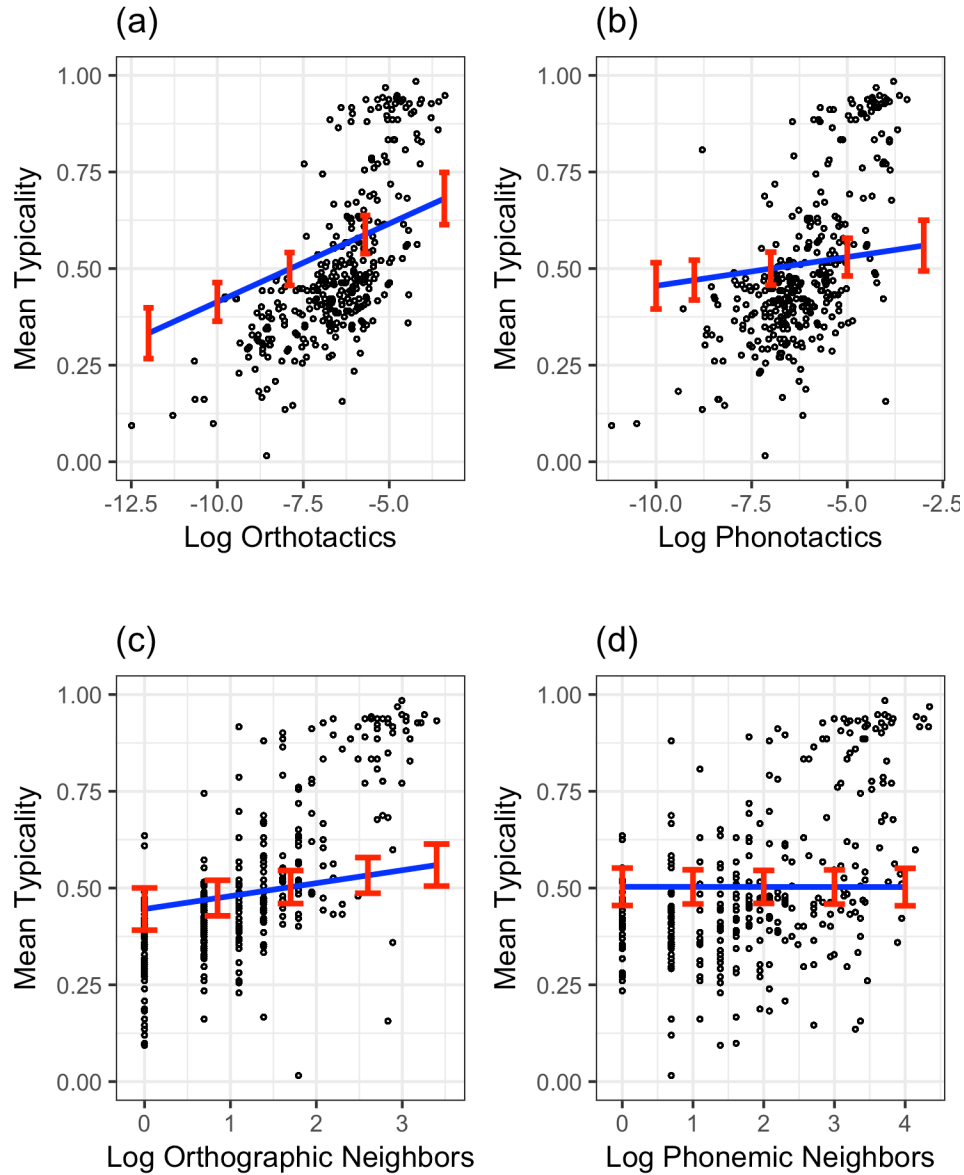 (a)
Mean Typicality
1.00
0.75
0.50
0.25
0.00
-12.5 -10.0 -7.5 -5.0
Log Orthotactics
(b)
Mean Typicality
1.00
0.75
0.50
0.25
0.00
-10.0 -7.5 -5.0 -2.5
Log Phonotactics
(c)
Mean Typicality
1.00
0.75
0.50
0.25
0.00
0 1 2 3
Log Orthographic Neighbors
(d)
Mean Typicality
1.00
0.75
0.50
0.25
0.00
0 1 2 3 4
Log Phonemic Neighbors